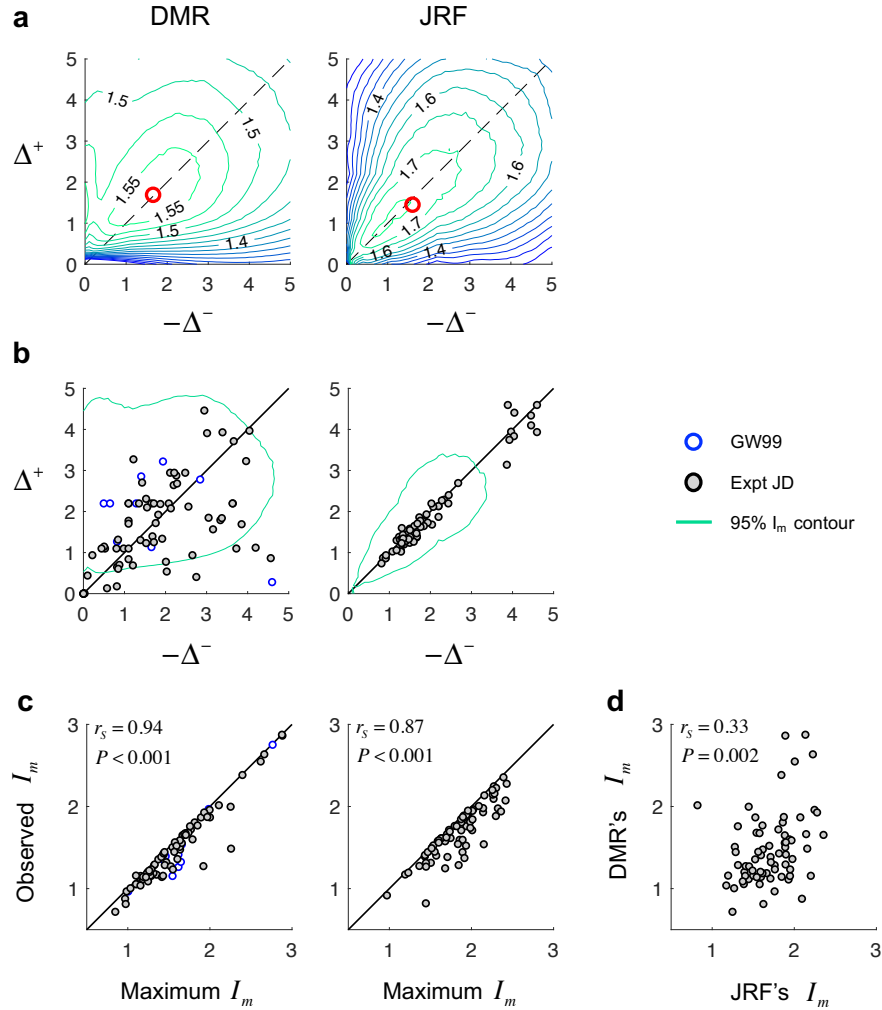 a
DMR
JRF
5
4
3
2
1
0
Δ⁺
1.5
1.5
1.55
1.55
1.5
1.4
0 1 2 3 4 5
−Δ⁻
5
4
3
2
1
0
1.4
1.6
1.7
1.6
1.7
1.6
1.4
0 1 2 3 4 5
−Δ⁻
b
5
4
3
2
1
0
Δ⁺
0 1 2 3 4 5
−Δ⁻
5
4
3
2
1
0
0 1 2 3 4 5
−Δ⁻
GW99
Expt JD
95% Iₘ contour
c
Observed Iₘ
3
2
1
r_s = 0.94
P < 0.001
1 2 3
Maximum Iₘ
3
2
1
r_s = 0.87
P < 0.001
1 2 3
Maximum Iₘ
d
DMR's Iₘ
3
2
1
r_s = 0.33
P = 0.002
1 2 3
JRF's Iₘ